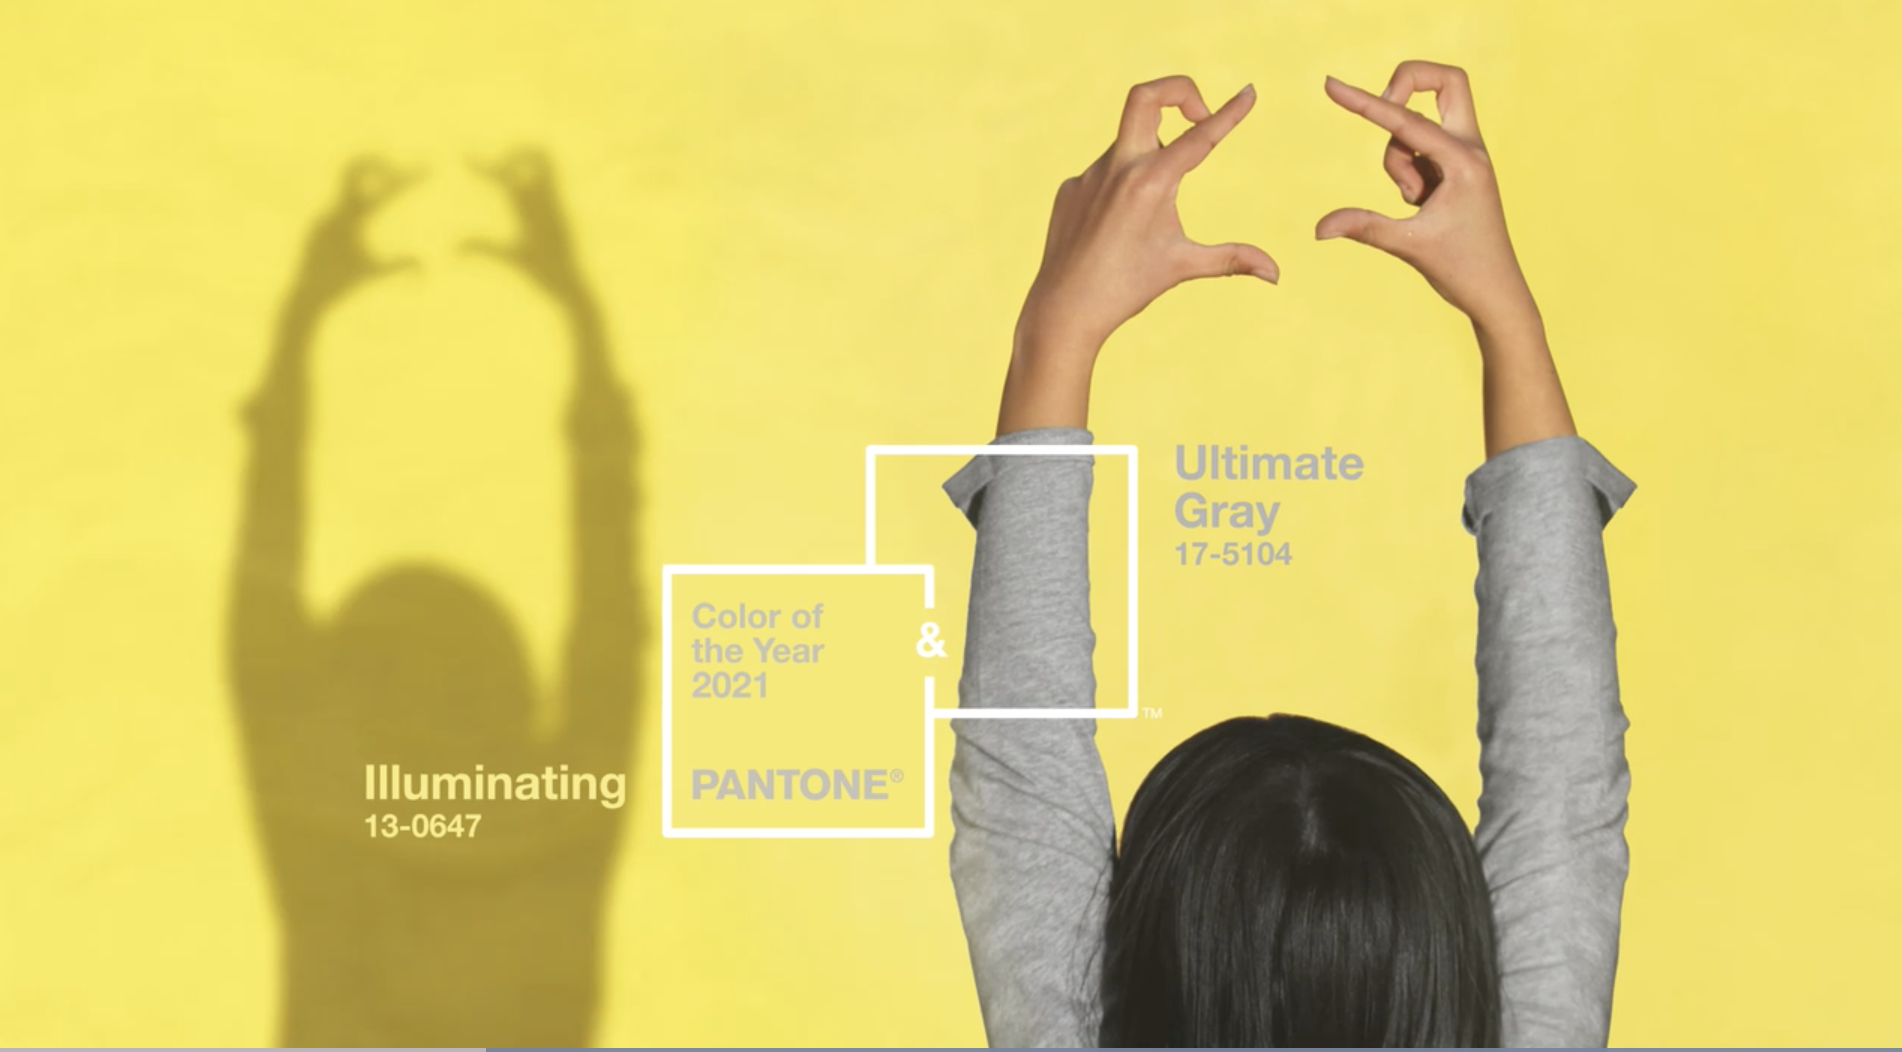 Ultimate
Gray
17-5104
Color of
the Year
2021
&
PANTONE®
TM
Illuminating
13-0647